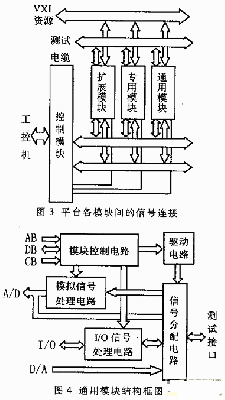 VXI
资源
测试
电缆
扩展模块
专用模块
通用模块
工控机
控制模块
图 3 平台各模块间的信号连接
AB
DB
CB
模块控制电路
驱动电路
A/D
模拟信号
处理电路
信号分配电路
测试接口
I/O 信号
处理电路
I/O
D/A
图 4 通用模块结构框图